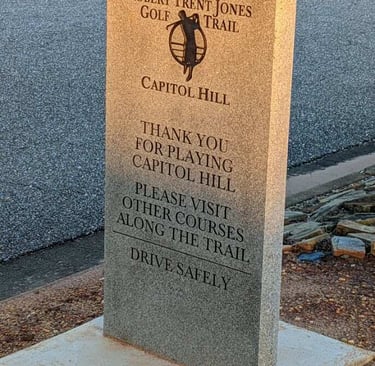 TRENT JONES
GOLF TRAIL
CAPITOL HILL
THANK YOU
FOR PLAYING
CAPITOL HILL
PLEASE VISIT
OTHER COURSES
ALONG THE TRAIL
DRIVE SAFELY